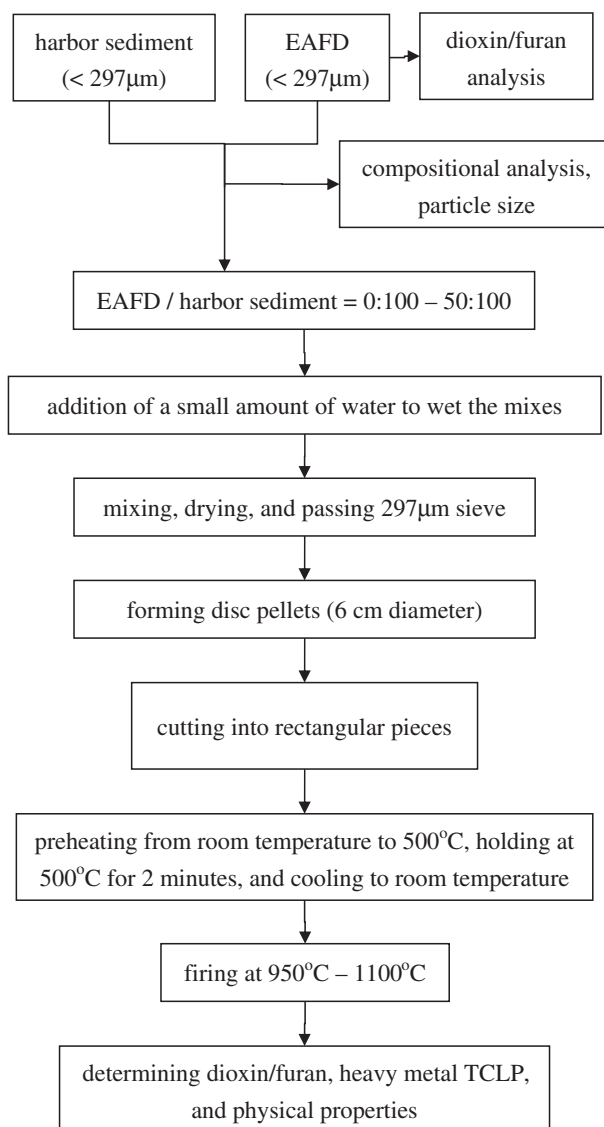 harbor sediment
(< 297μm)
EAFD
(< 297μm)
dioxin/furan
analysis
compositional analysis,
particle size
EAFD / harbor sediment = 0:100 – 50:100
addition of a small amount of water to wet the mixes
mixing, drying, and passing 297μm sieve
forming disc pellets (6 cm diameter)
cutting into rectangular pieces
preheating from room temperature to 500°C, holding at
500°C for 2 minutes, and cooling to room temperature
firing at 950°C – 1100°C
determining dioxin/furan, heavy metal TCLP,
and physical properties